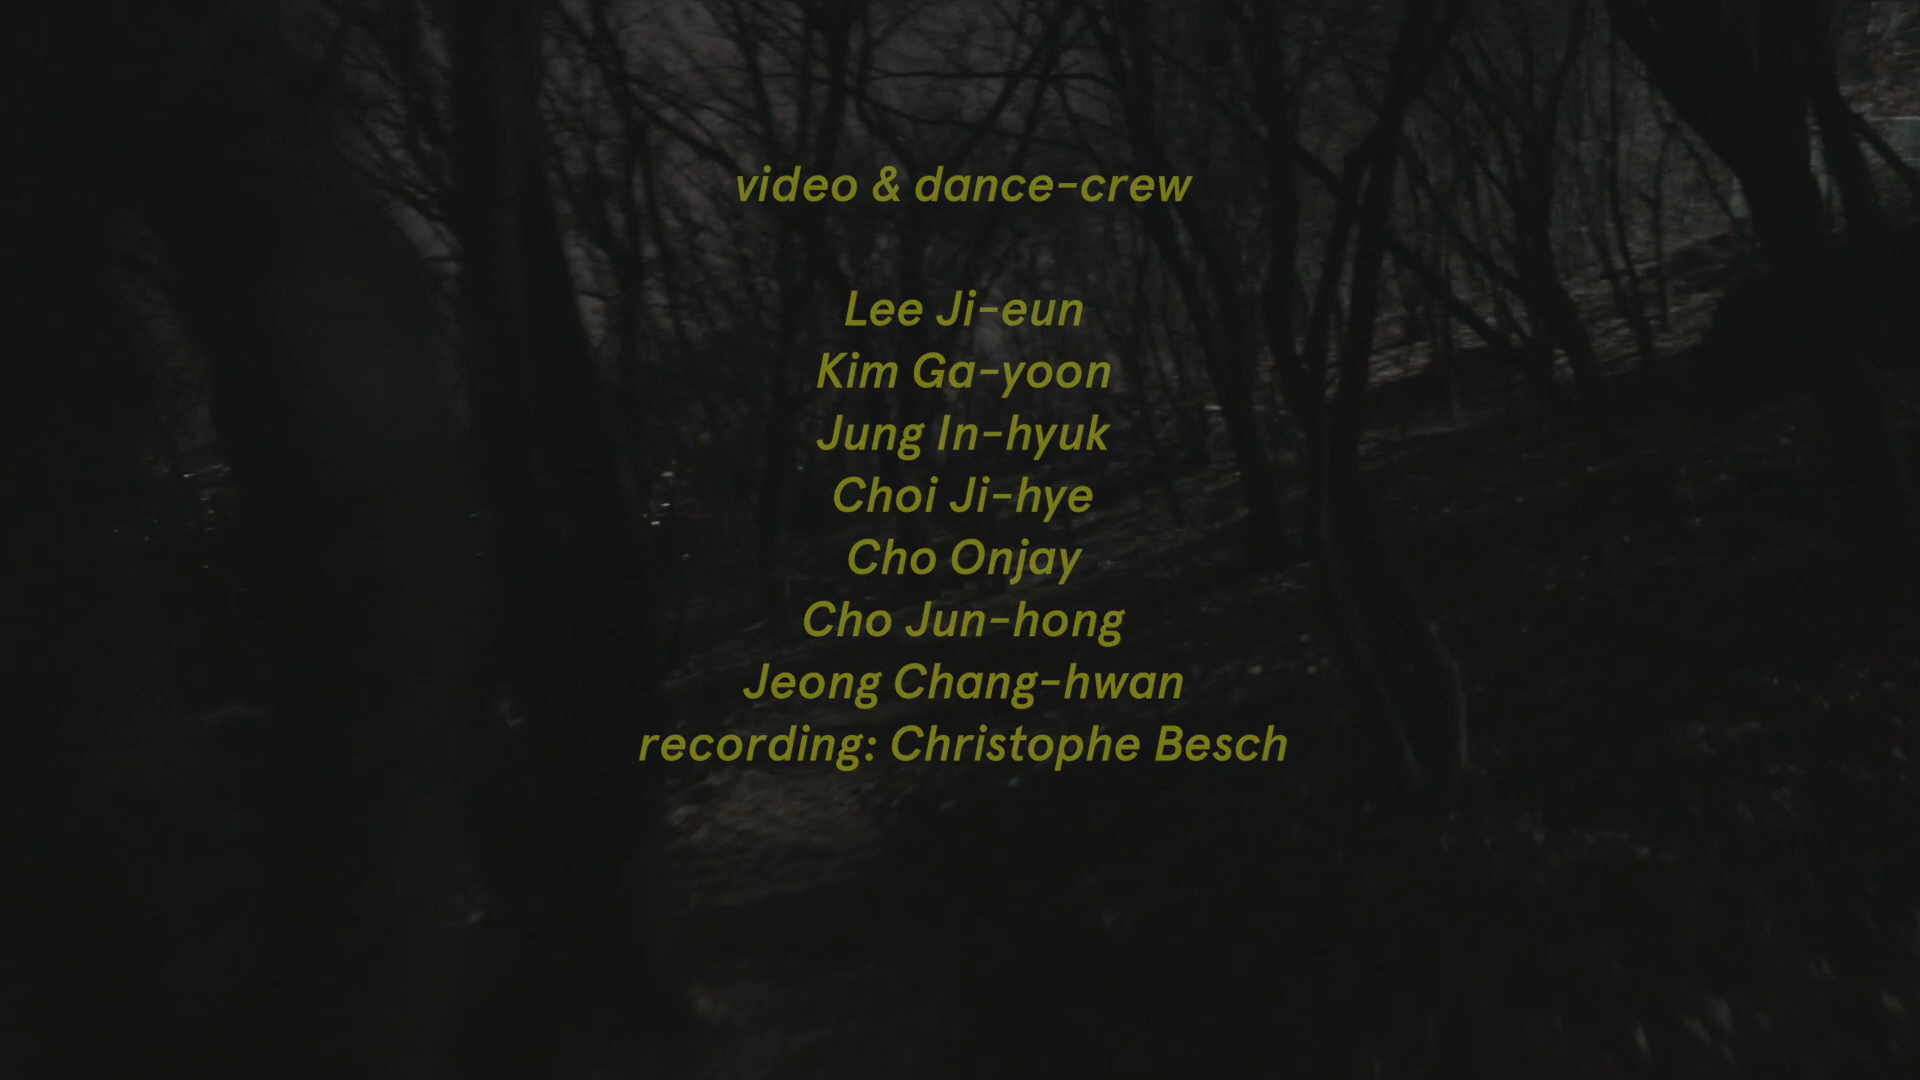 video & dance-crew
Lee Ji-eun
Kim Ga-yoon
Jung In-hyuk
Choi Ji-hye
Cho Onjay
Cho Jun-hong
Jeong Chang-hwan
recording: Christophe Besch